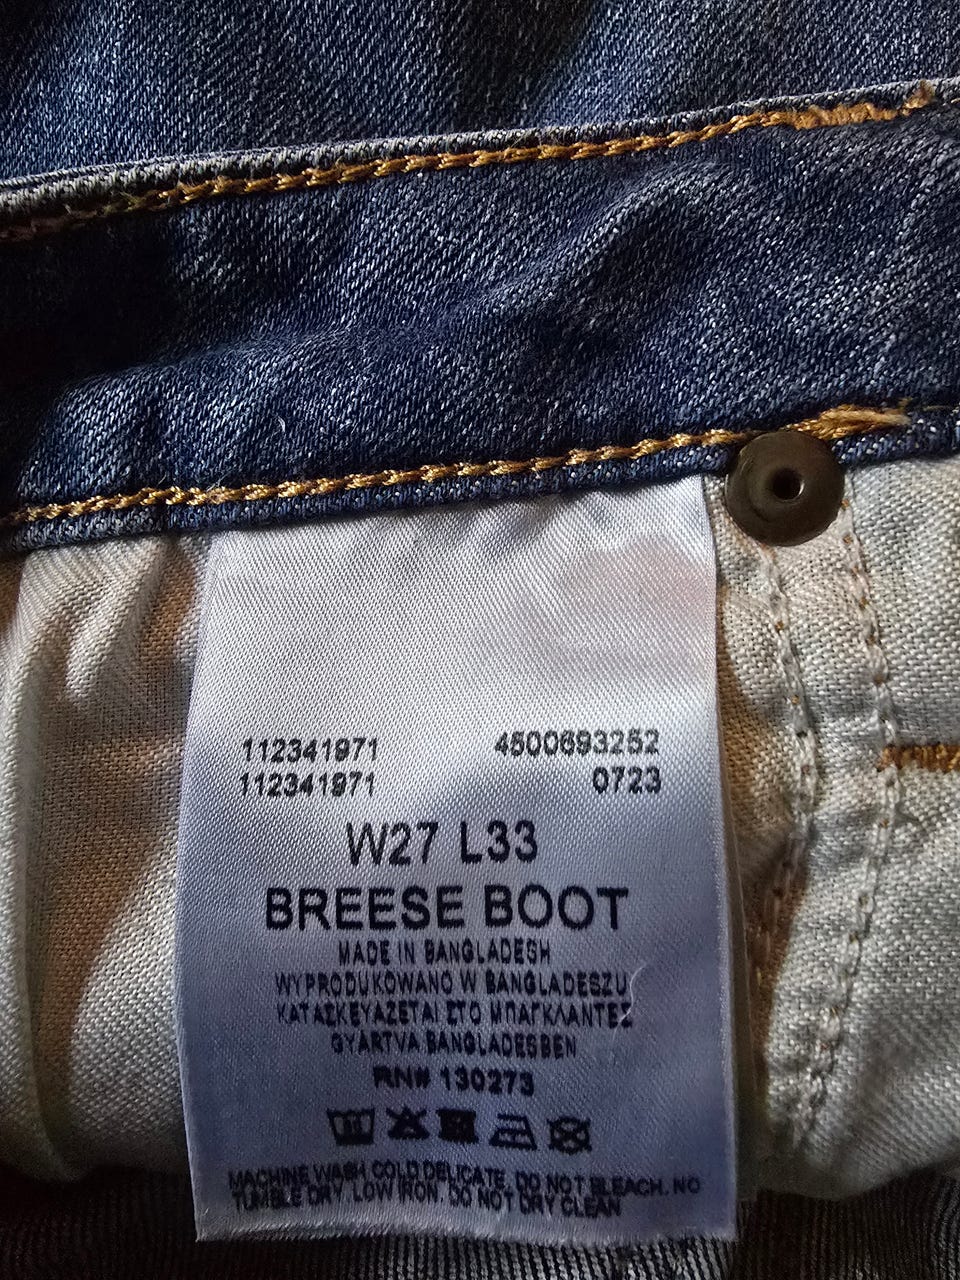 112341971 4500693252
112341971 0723
W27 L33
BREESE BOOT
MADE IN BANGLADESH
WYPRODUKOWANO W BANGLADESZU
ΚΑΤΑΣΚΕΥΑΖΕΤΑΙ ΣΤΟ ΜΠΑΓΚΛΑΝΤΕΣ
GYÁRTVA BANGLADESBEN
RN# 130273
MACHINE WASH COLD DELICATE. DO NOT BLEACH. NO
TUMBLE DRY. LOW IRON. DO NOT DRY CLEAN